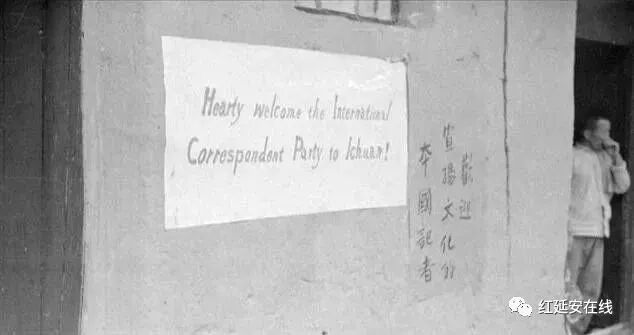 Hearty welcome the International
Correspondent Party to Ichuan!
歡迎
宣揚文化的
本國記者
红延安在线